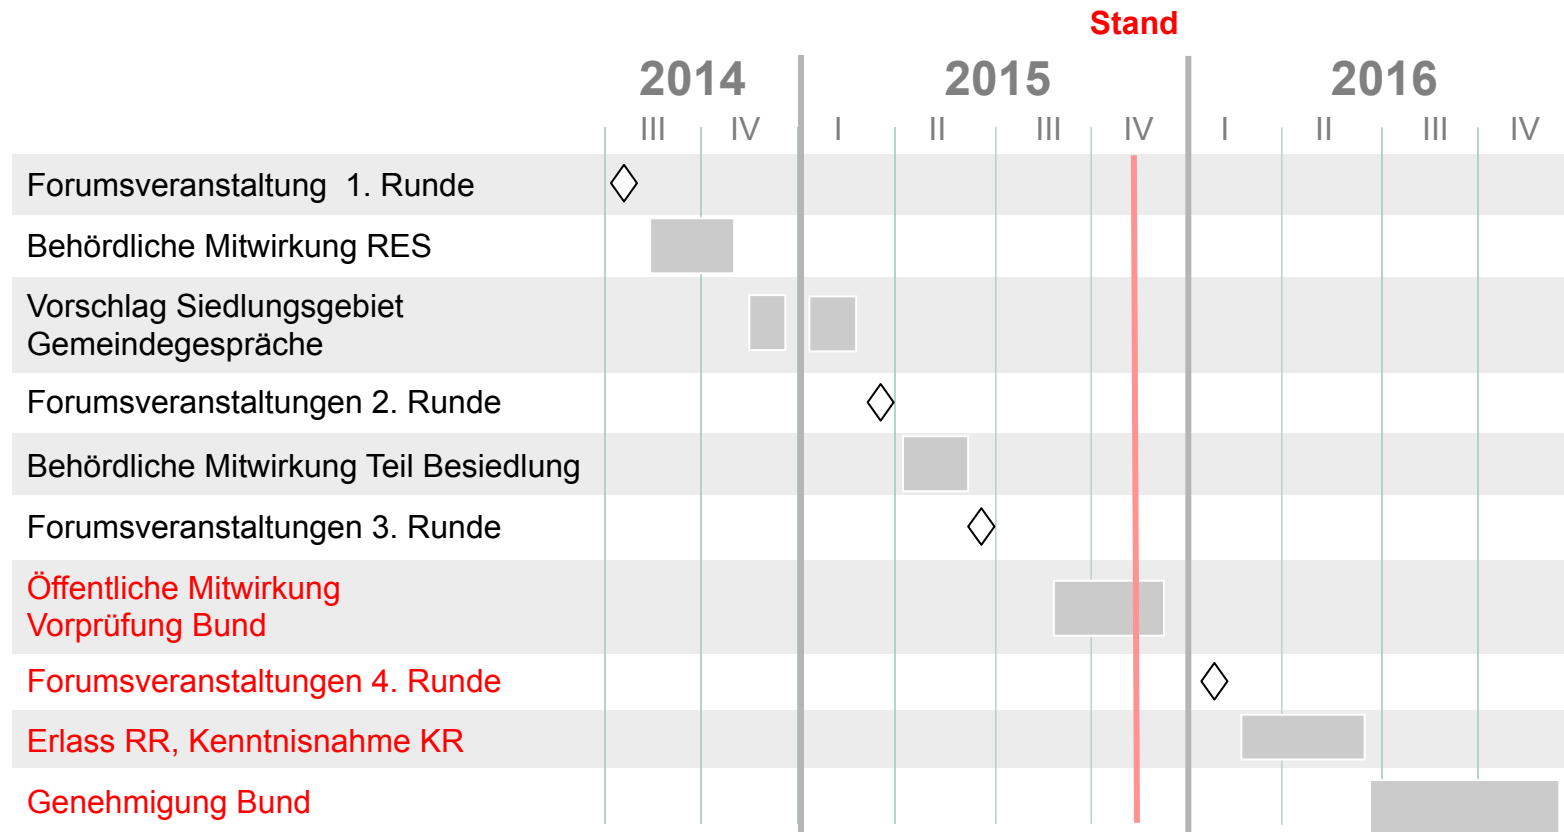 Stand
2014 2015 2016
III IV I II III IV I II III IV
Forumsveranstaltung 1. Runde
Behördliche Mitwirkung RES
Vorschlag Siedlungsgebiet
Gemeindegespräche
Forumsveranstaltungen 2. Runde
Behördliche Mitwirkung Teil Besiedlung
Forumsveranstaltungen 3. Runde
Öffentliche Mitwirkung
Vorprüfung Bund
Forumsveranstaltungen 4. Runde
Erlass RR, Kenntnisnahme KR
Genehmigung Bund